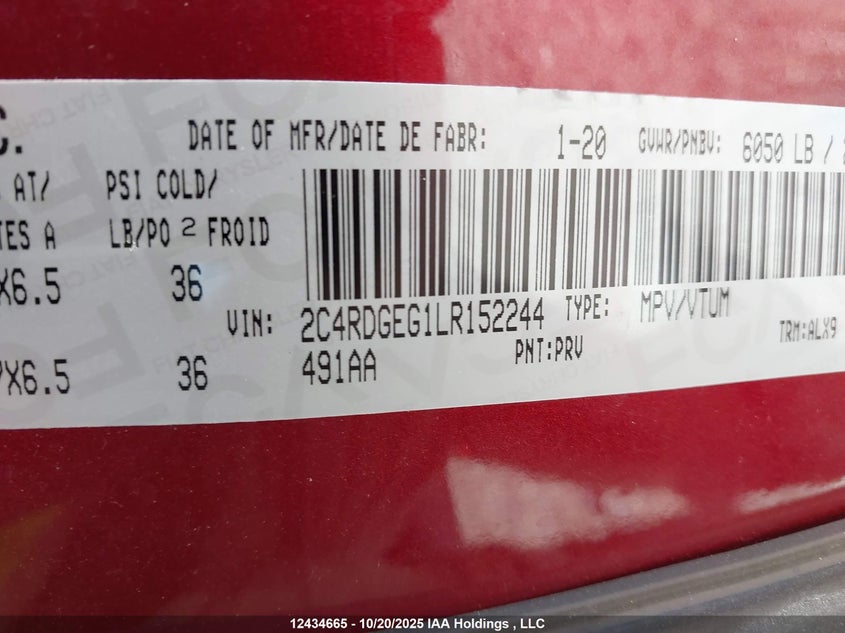 C.
DATE OF MFR/DATE DE FABR: 1-20 GVWR/PNBV: 6050 LB /
AT/ PSI COLD/
TES A LB/PO 2 FROID
X6.5 36
VIN: 2C4RDGEG1LR152244 TYPE: MPV/VTUM
X6.5 36 491AA PNT:PRV TRM:ALX9
12434665 - 10/20/2025 IAA Holdings , LLC